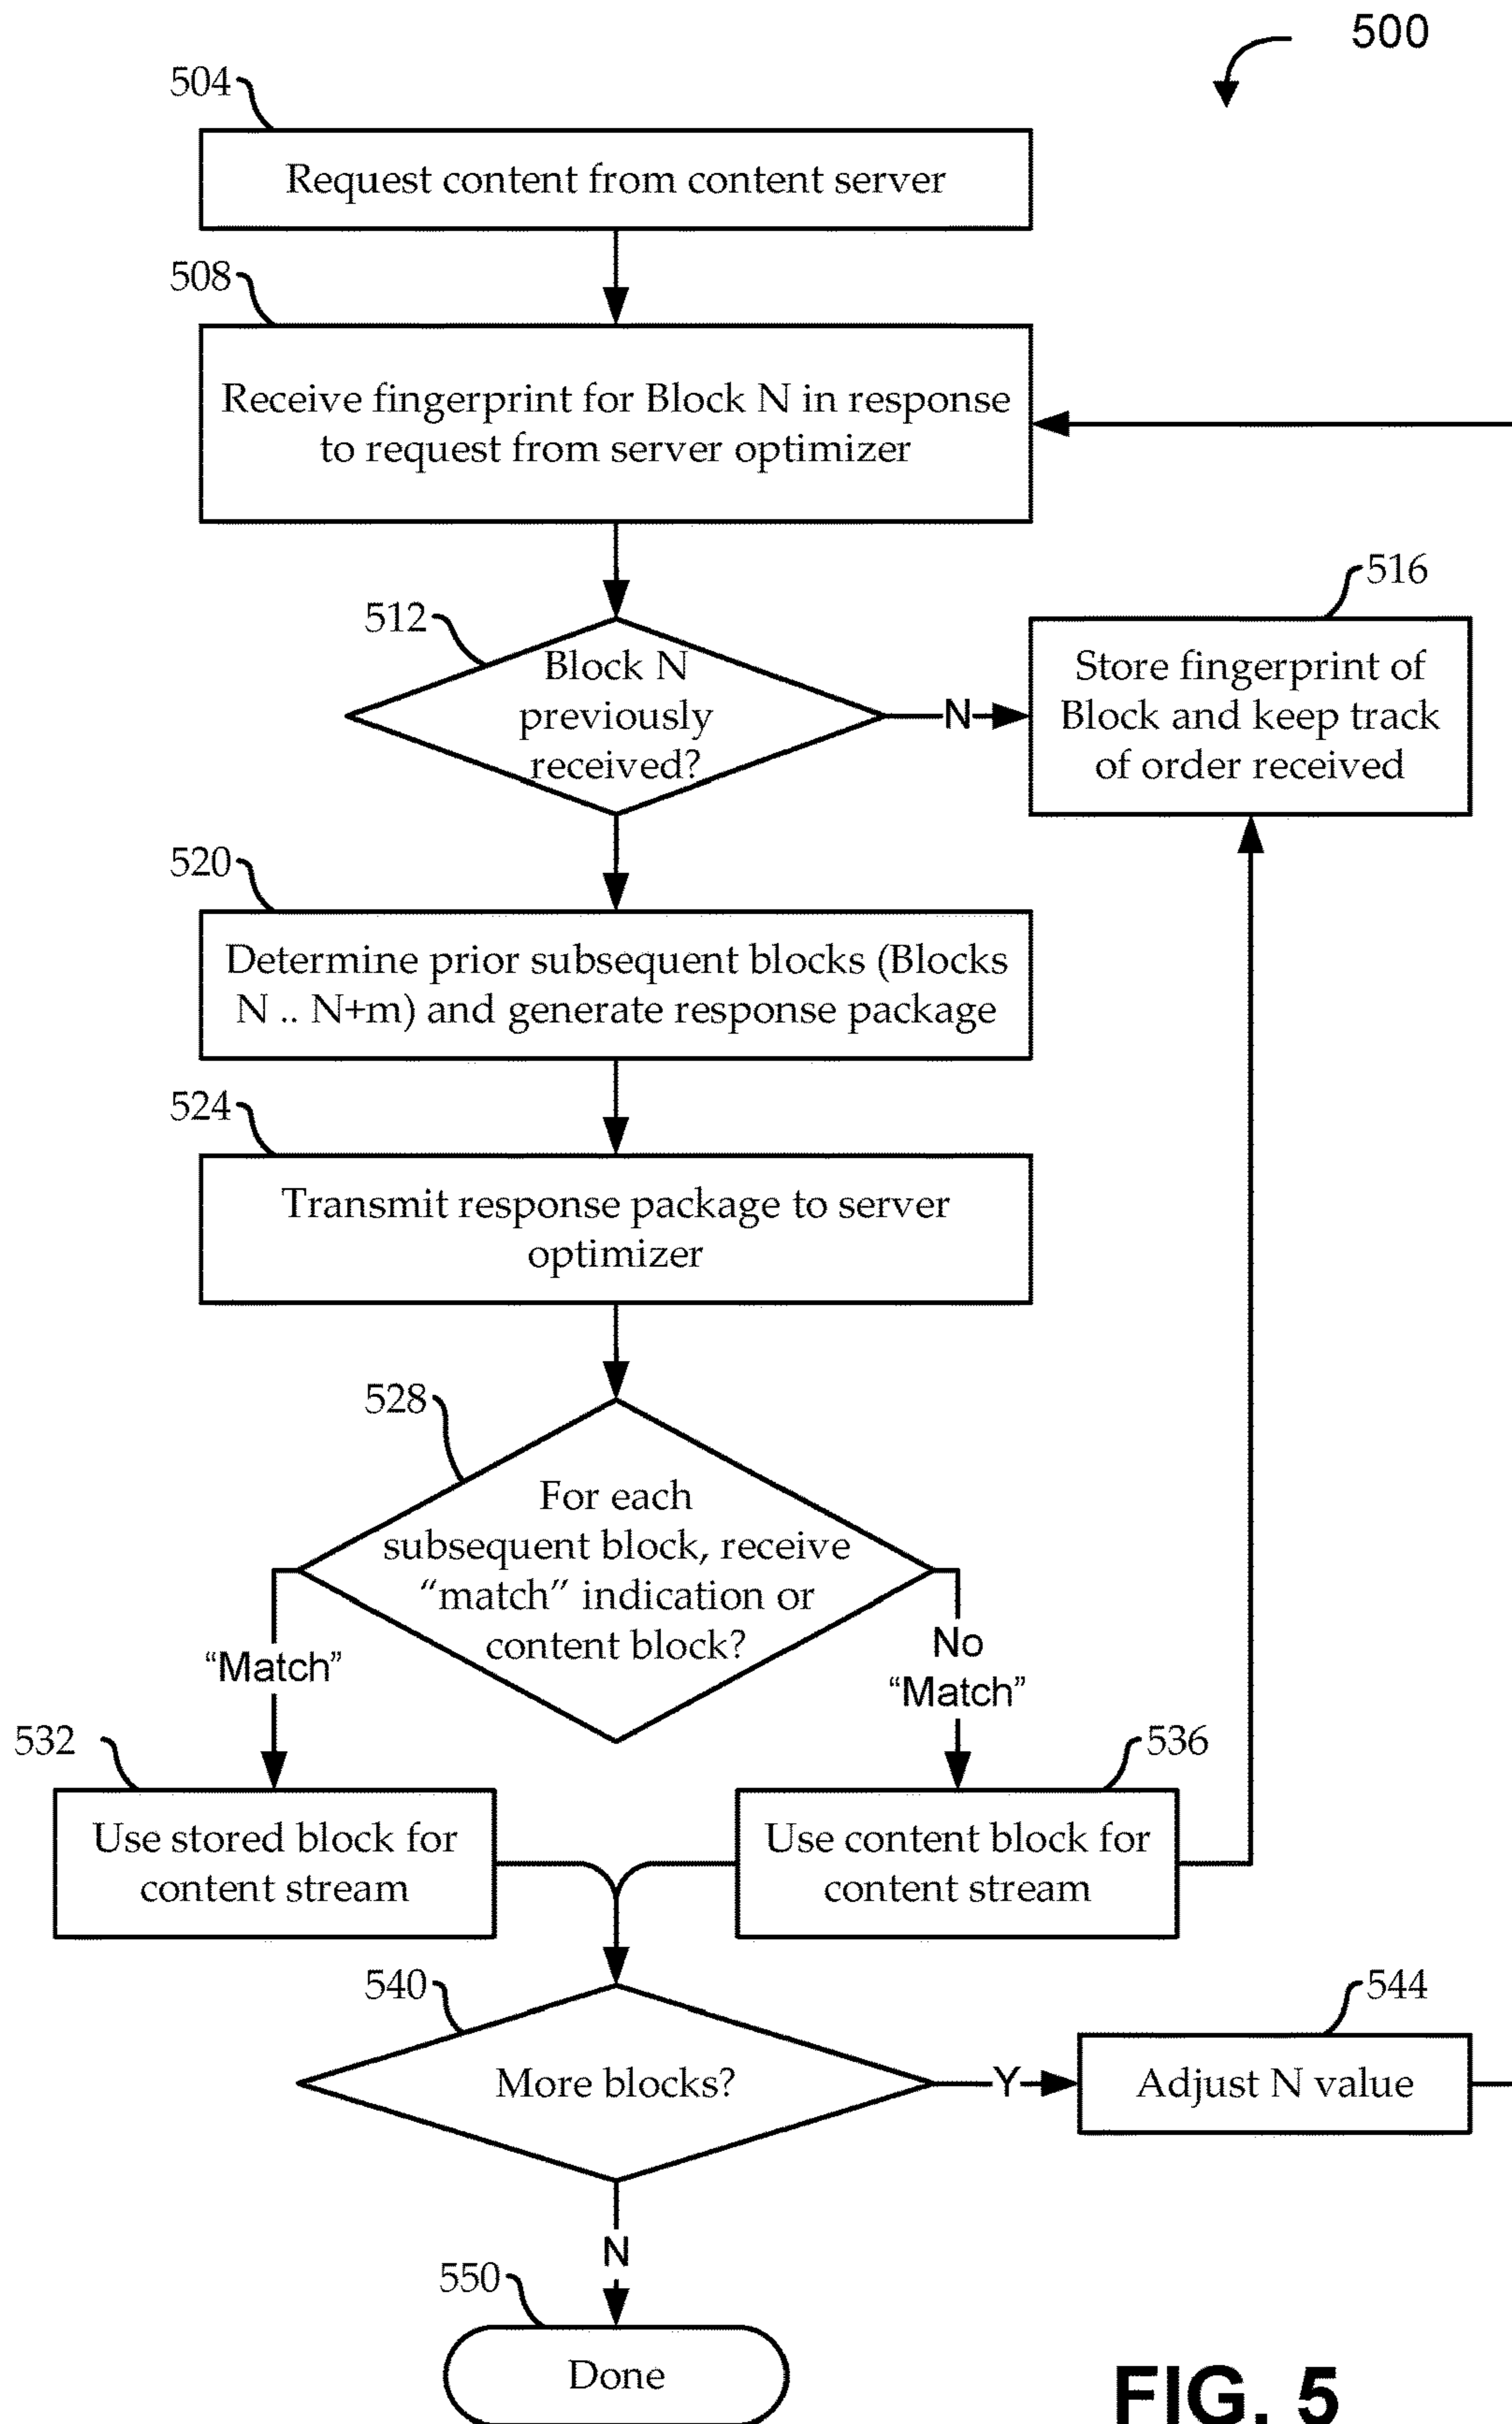 500
504
Request content from content server
508
Receive fingerprint for Block N in response
to request from server optimizer
512
Block N
previously
received?
N
516
Store fingerprint of
Block and keep track
of order received
520
Determine prior subsequent blocks (Blocks
N .. N+m) and generate response package
524
Transmit response package to server
optimizer
528
For each
subsequent block, receive
“match” indication or
content block?
“Match”
No
“Match”
532
Use stored block for
content stream
536
Use content block for
content stream
540
More blocks?
Y
544
Adjust N value
N
550
Done
FIG. 5